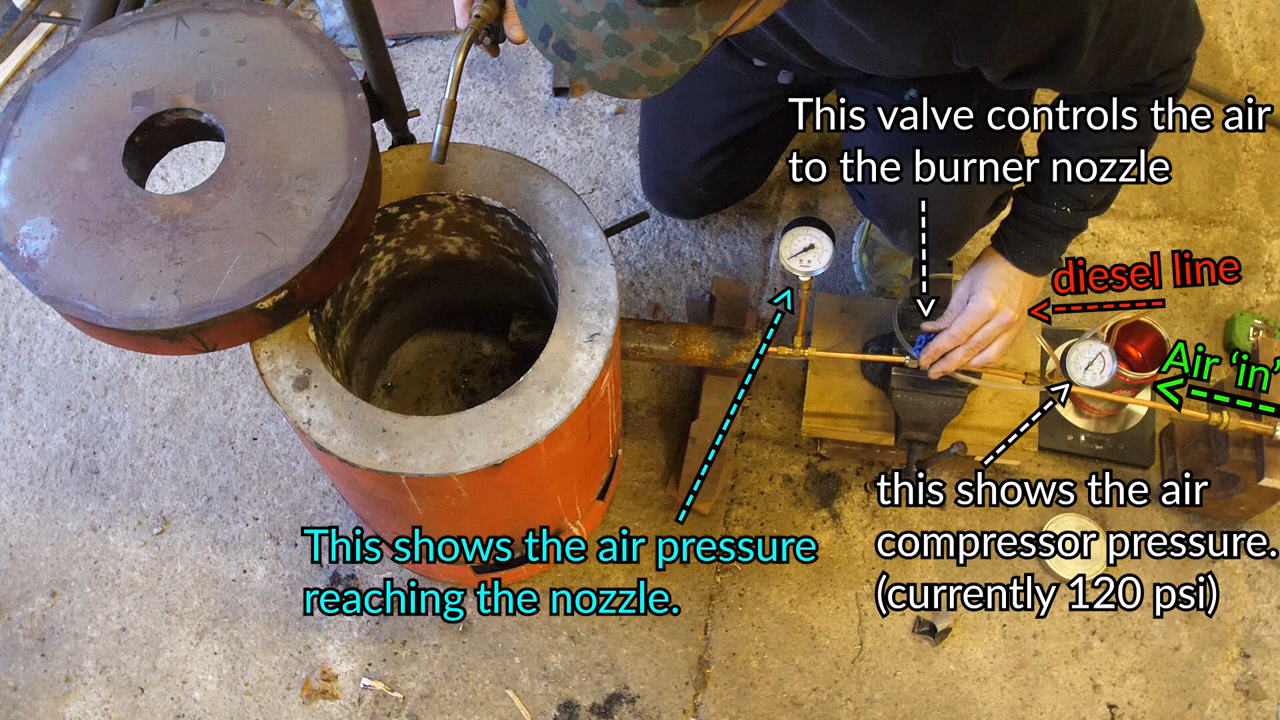 This valve controls the air
to the burner nozzle
diesel line
Air 'in'
This shows the air pressure
reaching the nozzle.
this shows the air
compressor pressure.
(currently 120 psi)